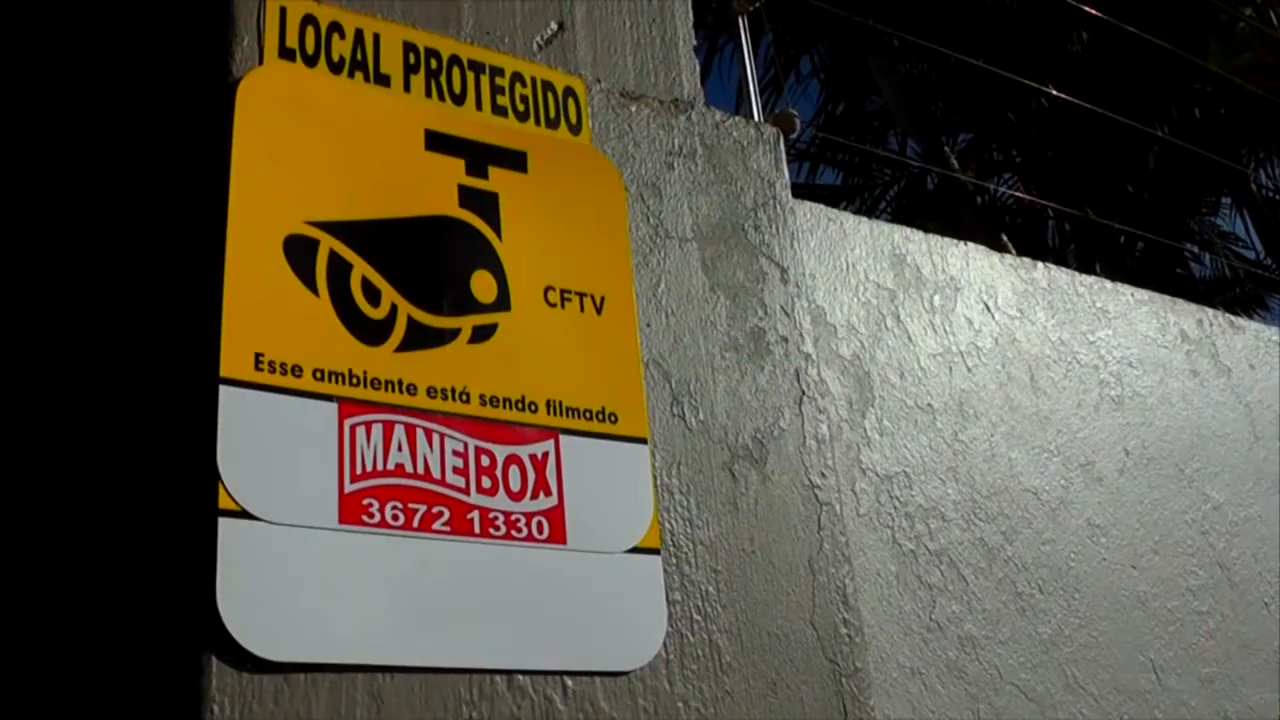 LOCAL PROTEGIDO
CFTV
Esse ambiente está sendo filmado
MANEBOX
3672 1330